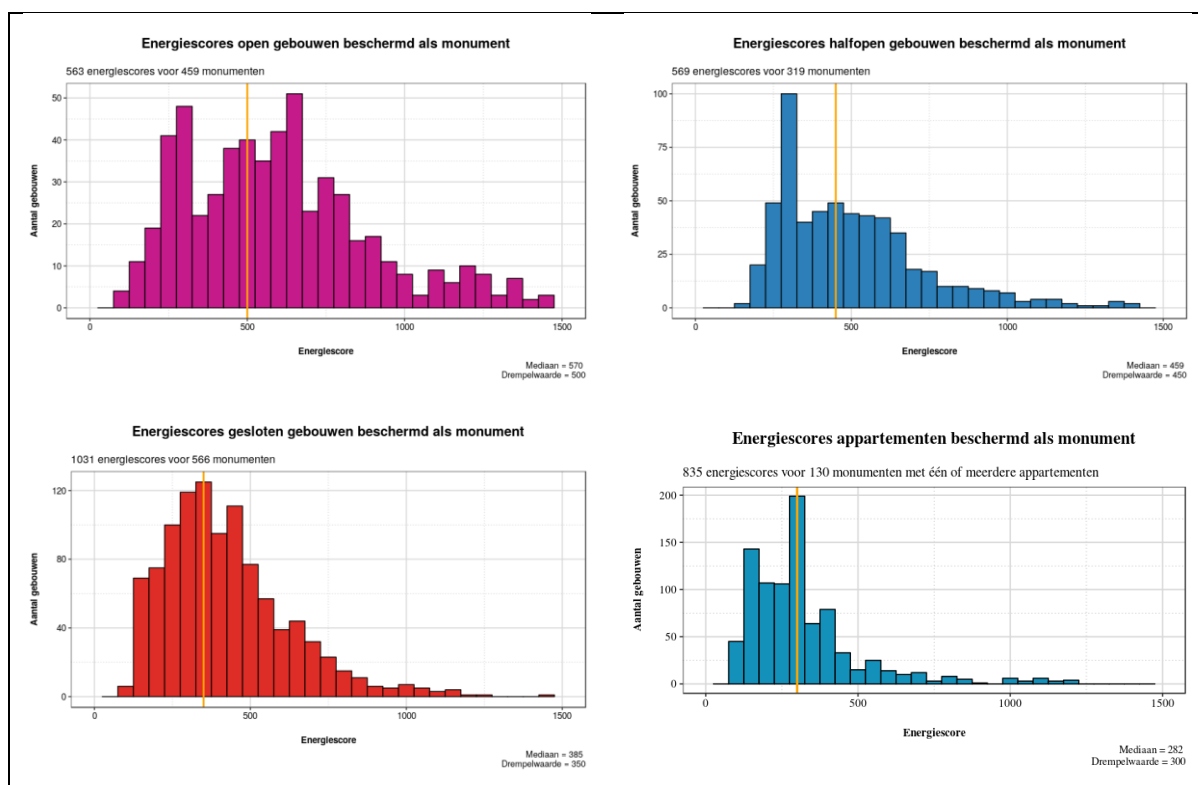 Energiescores open gebouwen beschermd als monument
563 energiescores voor 459 monumenten
50
40
30
20
10
0
Aantal gebouwen
0 500 1000 1500
Energiescore
Mediaan = 570
Drempelwaarde = 500
Energiescores halfopen gebouwen beschermd als monument
569 energiescores voor 319 monumenten
100
75
50
25
0
Aantal gebouwen
0 500 1000 1500
Energiescore
Mediaan = 459
Drempelwaarde = 450
Energiescores gesloten gebouwen beschermd als monument
1031 energiescores voor 566 monumenten
120
80
40
0
Aantal gebouwen
0 500 1000 1500
Energiescore
Mediaan = 385
Drempelwaarde = 350
Energiescores appartementen beschermd als monument
835 energiescores voor 130 monumenten met één of meerdere appartementen
200
150
100
50
0
Aantal gebouwen
0 500 1000 1500
Energiescore
Mediaan = 282
Drempelwaarde = 300